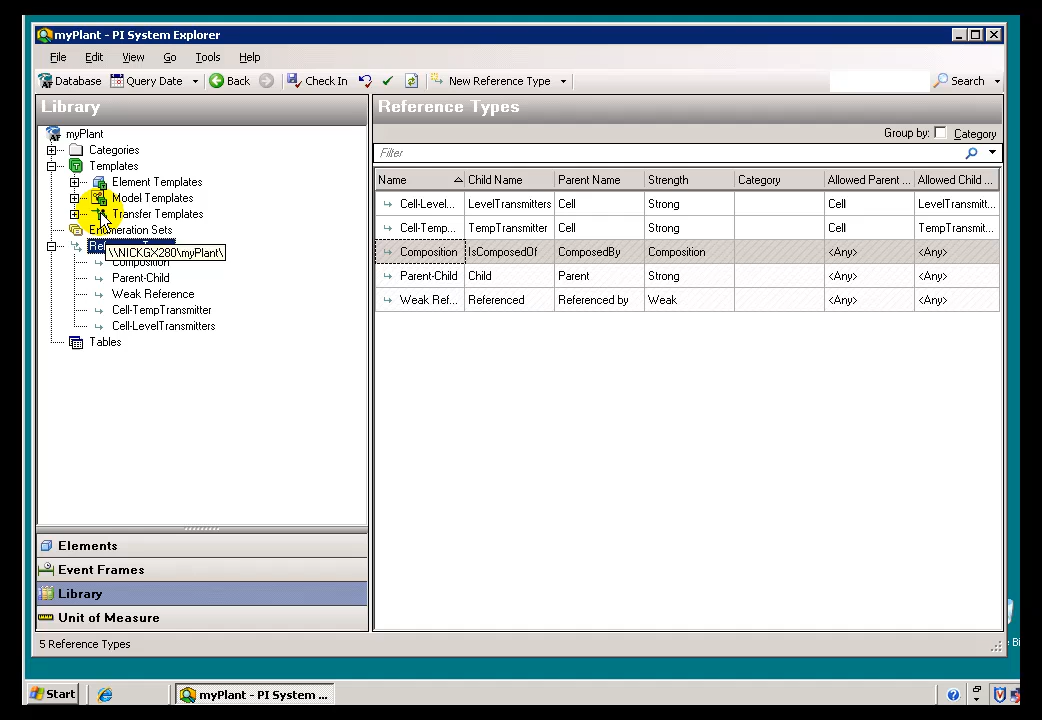 myPlant - PI System Explorer
File Edit View Go Tools Help
Database Query Date Back Check In New Reference Type Search
Library
myPlant
Categories
Templates
Element Templates
Model Templates
Transfer Templates
Enumeration Sets
\\NICKGX280\myPlant\
Composition
Parent-Child
Weak Reference
Cell-TempTransmitter
Cell-LevelTransmitters
Tables
Elements
Event Frames
Library
Unit of Measure
Reference Types
Group by: Category
Filter
Name Child Name Parent Name Strength Category Allowed Parent ... Allowed Child ...
Cell-Level... LevelTransmitters Cell Strong Cell LevelTransmit...
Cell-Temp... TempTransmitter Cell Strong Cell TempTransmit...
Composition IsComposedOf ComposedBy Composition <Any> <Any>
Parent-Child Child Parent Strong <Any> <Any>
Weak Ref... Referenced Referenced by Weak <Any> <Any>
5 Reference Types
Start myPlant - PI System ...